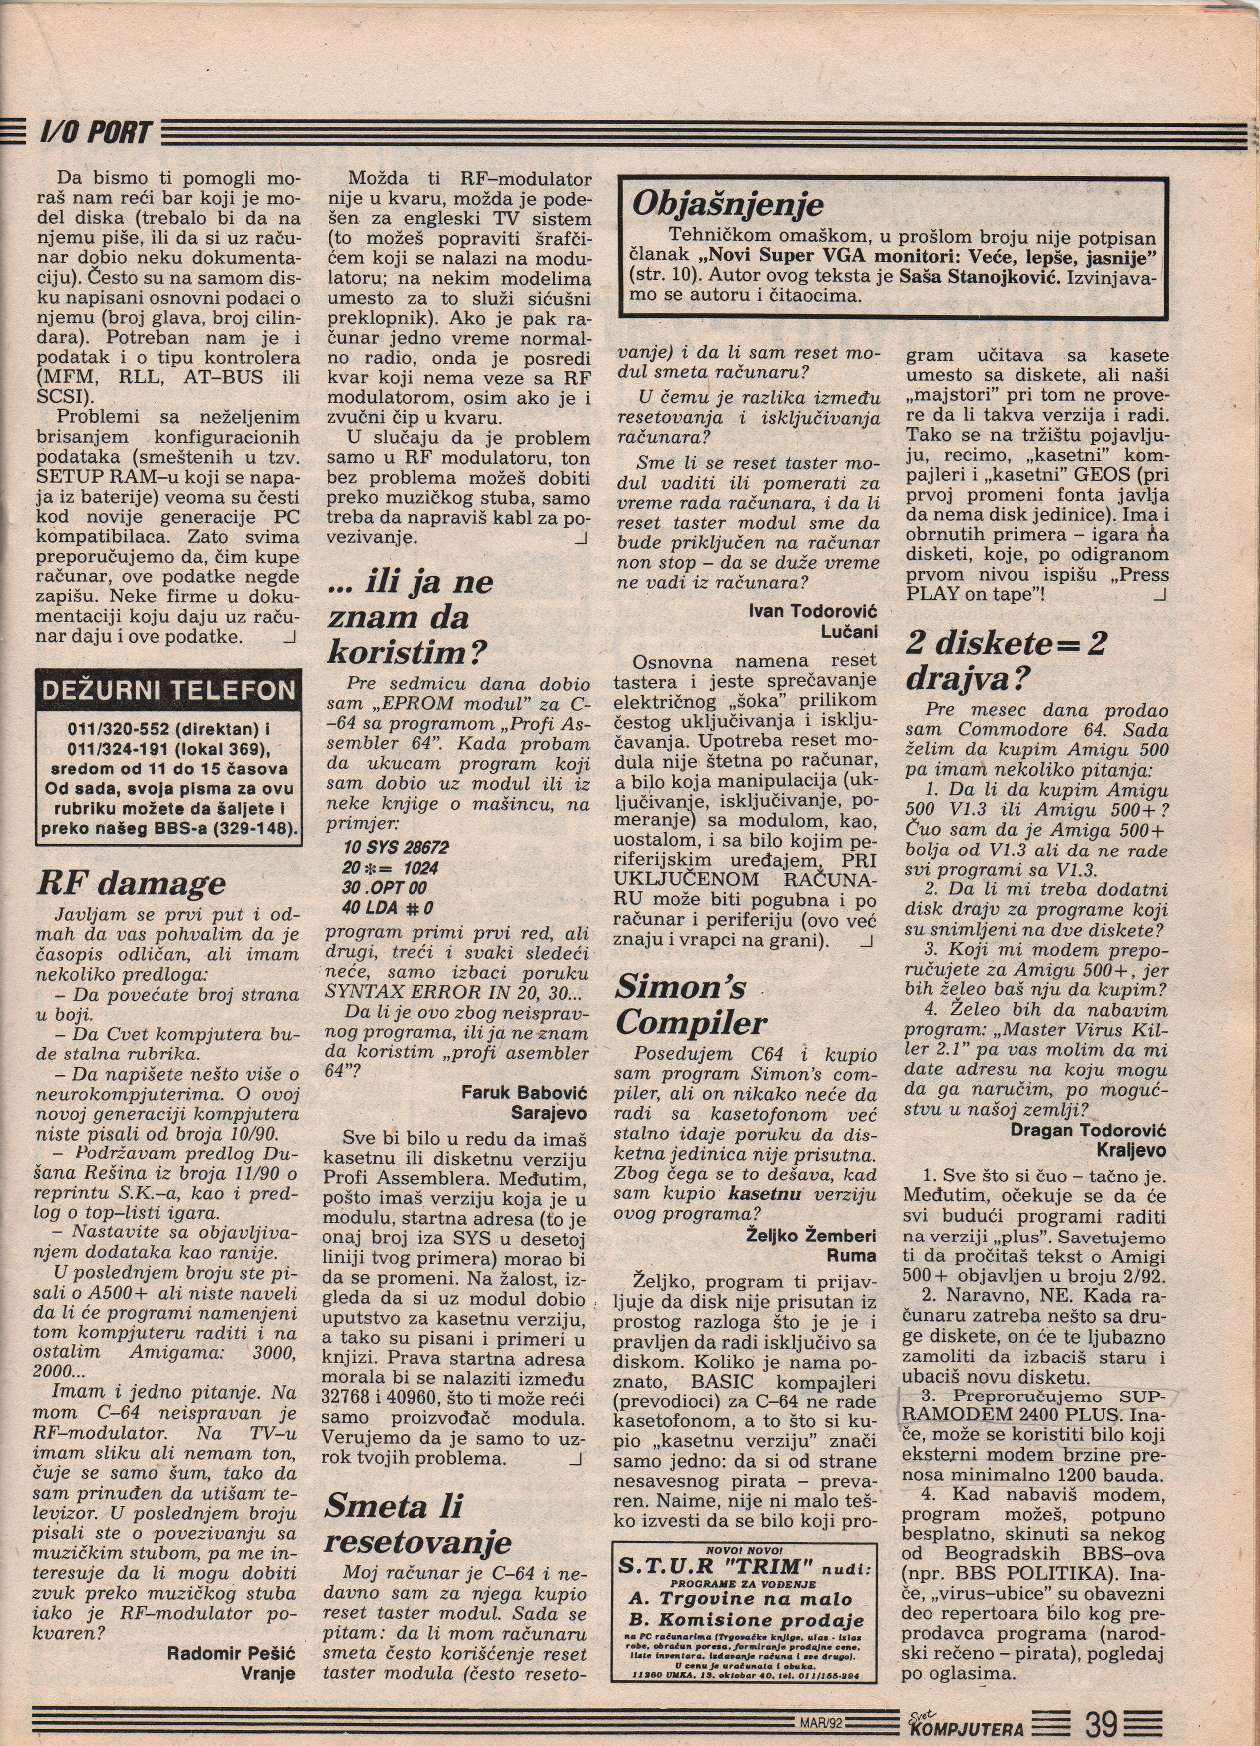 I/O PORT
Da bismo ti pomogli mo-
raš nam reći bar koji je mo-
del diska (trebalo bi da na
njemu piše, ili da si uz raču-
nar dobio neku dokumenta-
ciju). Često su na samom dis-
ku napisani osnovni podaci o
njemu (broj glava, broj cilin-
dara). Potreban nam je i
podatak i o tipu kontrolera
(MFM, RLL, AT–BUS ili
SCSI).
Problemi sa neželjenim
brisanjem konfiguracionih
podataka (smeštenih u tzv.
SETUP RAM–u koji se napa-
ja iz baterije) veoma su česti
kod novije generacije PC
kompatibilaca. Zato svima
preporučujemo da, čim kupe
računar, ove podatke negde
zapišu. Neke firme u doku-
mentaciji koju daju uz raču-
nar daju i ove podatke.
DEŽURNI TELEFON
011/320-552 (direktan) i
011/324-191 (lokal 369),
sredom od 11 do 15 časova
Od sada, svoja pisma za ovu
rubriku možete da šaljete i
preko našeg BBS-a (329-148).
RF damage
Javljam se prvi put i od-
mah da vas pohvalim da je
časopis odličan, ali imam
nekoliko predloga:
– Da povećate broj strana
u boji.
– Da Cvet kompjutera bu-
de stalna rubrika.
– Da napišete nešto više o
neurokompjuterima. O ovoj
novoj generaciji kompjutera
niste pisali od broja 10/90.
– Podržavam predlog Du-
šana Rešina iz broja 11/90 o
reprintu S.K.–a, kao i pred-
log o top–listi igara.
– Nastavite sa objavljiva-
njem dodataka kao ranije.
U poslednjem broju ste pi-
sali o A500+ ali niste naveli
da li će programi namenjeni
tom kompjuteru raditi i na
ostalim Amigama: 3000,
2000...
Imam i jedno pitanje. Na
mom C–64 neispravan je
RF–modulator. Na TV–u
imam sliku ali nemam ton,
čuje se samo šum, tako da
sam prinuđen da utišam te-
levizor. U poslednjem broju
pisali ste o povezivanju sa
muzičkim stubom, pa me in-
teresuje da li mogu dobiti
zvuk preko muzičkog stuba
iako je RF–modulator po-
kvaren?
Radomir Pešić
Vranje
Možda ti RF–modulator
nije u kvaru, možda je pode-
šen za engleski TV sistem
(to možeš popraviti šrafči-
ćem koji se nalazi na modu-
latoru; na nekim modelima
umesto za to služi sićušni
preklopnik). Ako je pak ra-
čunar jedno vreme normal-
no radio, onda je posredi
kvar koji nema veze sa RF
modulatorom, osim ako je i
zvučni čip u kvaru.
U slučaju da je problem
samo u RF modulatoru, ton
bez problema možeš dobiti
preko muzičkog stuba, samo
treba da napraviš kabl za po-
vezivanje.
... ili ja ne
znam da
koristim?
Pre sedmicu dana dobio
sam „EPROM modul” za C-
–64 sa programom „Profi As-
sembler 64”. Kada probam
da ukucam program koji
sam dobio uz modul ili iz
neke knjige o mašincu, na
primjer:
10 SYS 28672
20 *= 1024
30 .OPT 00
40 LDA # 0
program primi prvi red, ali
drugi, treći i svaki sledeći
neće, samo izbaci poruku
SYNTAX ERROR IN 20, 30...
Da li je ovo zbog neisprav-
nog programa, ili ja ne znam
da koristim „profi asembler
64”?
Faruk Babović
Sarajevo
Sve bi bilo u redu da imaš
kasetnu ili disketnu verziju
Profi Assemblera. Međutim,
pošto imaš verziju koja je u
modulu, startna adresa (to je
onaj broj iza SYS u desetoj
liniji tvog primera) morao bi
da se promeni. Na žalost, iz-
gleda da si uz modul dobio
uputstvo za kasetnu verziju,
a tako su pisani i primeri u
knjizi. Prava startna adresa
morala bi se nalaziti između
32768 i 40960, što ti može reći
samo proizvođač modula.
Verujemo da je samo to uz-
rok tvojih problema.
Smeta li
resetovanje
Moj računar je C–64 i ne-
davno sam za njega kupio
reset taster modul. Sada se
pitam: da li mom računaru
smeta često korišćenje reset
taster modula (često reseto-
Objašnjenje
Tehničkom omaškom, u prošlom broju nije potpisan
članak „Novi Super VGA monitori: Veće, lepše, jasnije”
(str. 10). Autor ovog teksta je Saša Stanojković. Izvinjava-
mo se autoru i čitaocima.
vanje) i da li sam reset mo-
dul smeta računaru?
U čemu je razlika između
resetovanja i isključivanja
računara?
Sme li se reset taster mo-
dul vaditi ili pomerati za
vreme rada računara, i da li
reset taster modul sme da
bude priključen na računar
non stop – da se duže vreme
ne vadi iz računara?
Ivan Todorović
Lučani
Osnovna namena reset
tastera i jeste sprečavanje
električnog „šoka” prilikom
čestog uključivanja i isklju-
čavanja. Upotreba reset mo-
dula nije štetna po računar,
a bilo koja manipulacija (uk-
ljučivanje, isključivanje, po-
meranje) sa modulom, kao,
uostalom, i sa bilo kojim pe-
riferijskim uređajem, PRI
UKLJUČENOM RAČUNA-
RU može biti pogubna i po
računar i periferiju (ovo već
znaju i vrapci na grani).
Simon's
Compiler
Posedujem C64 i kupio
sam program Simon's com-
piler, ali on nikako neće da
radi sa kasetofonom već
stalno idaje poruku da dis-
ketna jedinica nije prisutna.
Zbog čega se to dešava, kad
sam kupio kasetnu verziju
ovog programa?
Željko Žemberi
Ruma
Željko, program ti prijav-
ljuje da disk nije prisutan iz
prostog razloga što je je i
pravljen da radi isključivo sa
diskom. Koliko je nama po-
znato, BASIC kompajleri
(prevodioci) za C–64 ne rade
kasetofonom, a to što si ku-
pio „kasetnu verziju” znači
samo jedno: da si od strane
nesavesnog pirata – preva-
ren. Naime, nije ni malo teš-
ko izvesti da se bilo koji pro-
NOVO! NOVO!
S.T.U.R "TRIM" nudi:
PROGRAME ZA VOĐENJE
A. Trgovine na malo
B. Komisione prodaje
na PC računarima (Trgovačke knjige, ulaz - izlaz
robe, obračun poreza, formiranje prodajne cene,
liste inventara, izdavanje računa i sve drugo).
U cenu je uračunata i obuka.
11260 UMKA, 13. oktobar 40, tel. 011/155-294
gram učitava sa kasete
umesto sa diskete, ali naši
„majstori” pri tom ne prove-
re da li takva verzija i radi.
Tako se na tržištu pojavlju-
ju, recimo, „kasetni” kom-
pajleri i „kasetni” GEOS (pri
prvoj promeni fonta javlja
da nema disk jedinice). Ima i
obrnutih primera – igara na
disketi, koje, po odigranom
prvom nivou ispišu „Press
PLAY on tape”!
2 diskete=2
drajva?
Pre mesec dana prodao
sam Commodore 64. Sada
želim da kupim Amigu 500
pa imam nekoliko pitanja:
1. Da li da kupim Amigu
500 V1.3 ili Amigu 500+?
Čuo sam da je Amiga 500+
bolja od V1.3 ali da ne rade
svi programi sa V1.3.
2. Da li mi treba dodatni
disk drajv za programe koji
su snimljeni na dve diskete?
3. Koji mi modem prepo-
ručujete za Amigu 500+, jer
bih želeo baš nju da kupim?
4. Želeo bih da nabavim
program: „Master Virus Kil-
ler 2.1” pa vas molim da mi
date adresu na koju mogu
da ga naručim, po moguć-
stvu u našoj zemlji?
Dragan Todorović
Kraljevo
1. Sve što si čuo – tačno je.
Međutim, očekuje se da će
svi budući programi raditi
na verziji „plus”. Savetujemo
ti da pročitaš tekst o Amigi
500+ objavljen u broju 2/92.
2. Naravno, NE. Kada ra-
čunaru zatreba nešto sa dru-
ge diskete, on će te ljubazno
zamoliti da izbaciš staru i
ubaciš novu disketu.
3. Preproručujemo SUP-
RAMODEM 2400 PLUS. Ina-
če, može se koristiti bilo koji
eksterni modem brzine pre-
nosa minimalno 1200 bauda.
4. Kad nabaviš modem,
program možeš, potpuno
besplatno, skinuti sa nekog
od Beogradskih BBS–ova
(npr. BBS POLITIKA). Ina-
če, „virus–ubice” su obavezni
deo repertoara bilo kog pre-
prodavca programa (narod-
ski rečeno – pirata), pogledaj
po oglasima.
MAR/92
Svet
KOMPJUTERA
39